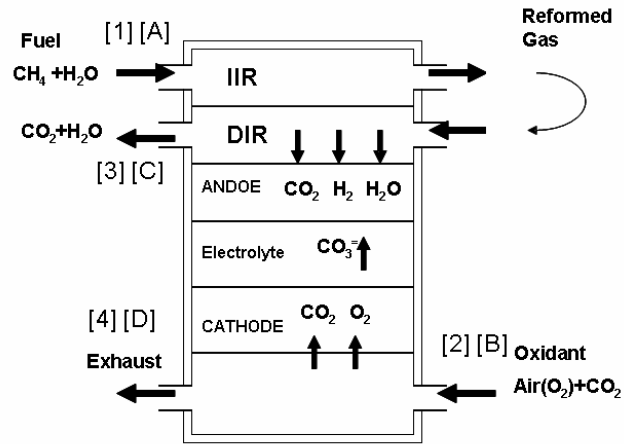 [1] [A]
Fuel
CH₄ +H₂O
IIR
Reformed
Gas
CO₂+H₂O
DIR
[3] [C]
ANDOE
CO₂ H₂ H₂O
Electrolyte
CO₃⁼
[4] [D]
Exhaust
CATHODE
CO₂ O₂
[2] [B]
Oxidant
Air(O₂)+CO₂